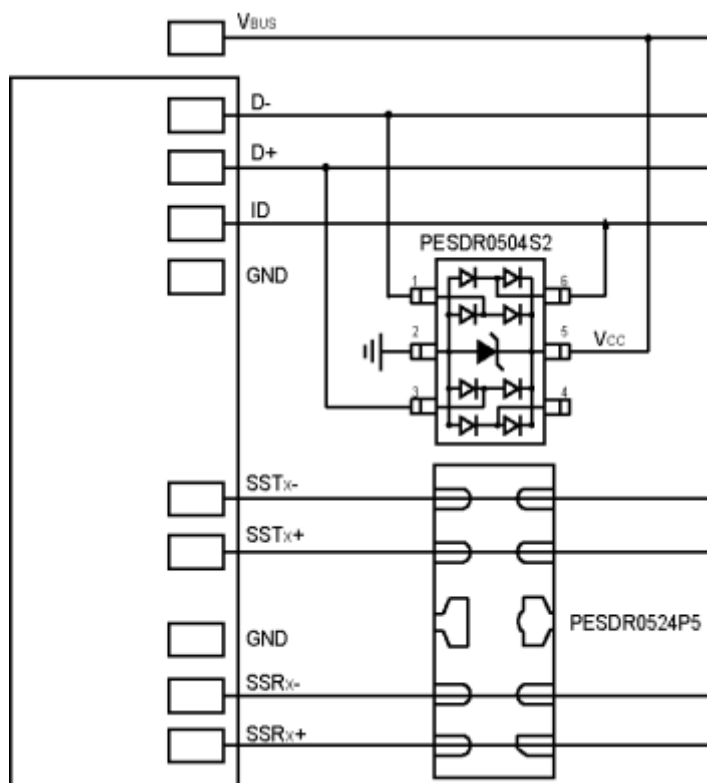 VBUS
D-
D+
ID
PESDR0504S2
GND
1
6
2
5
VCC
3
4
SSTX-
SSTX+
PESDR0524P5
GND
SSRX-
SSRX+